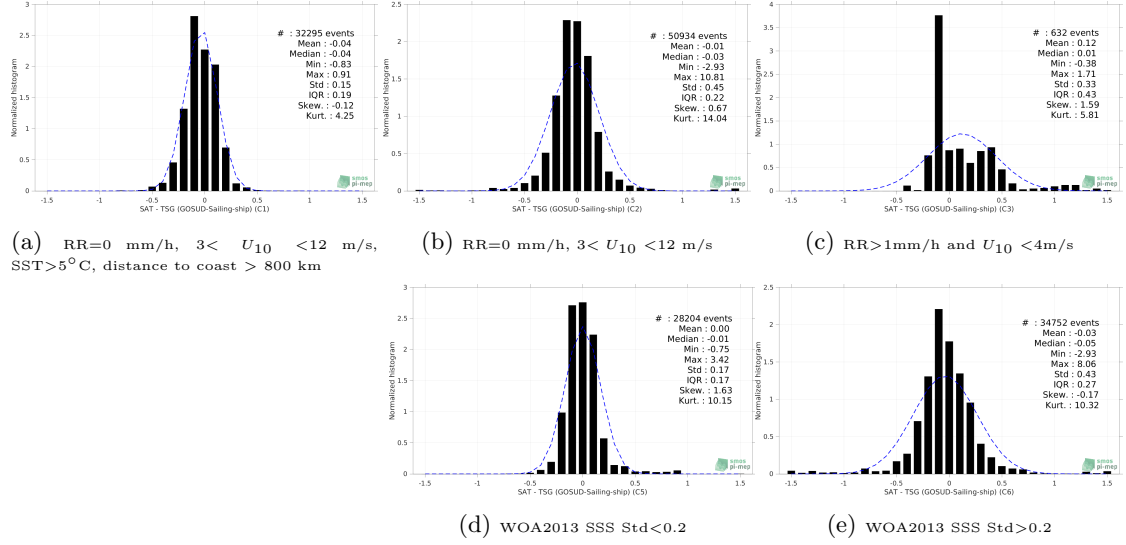 # : 32295 events
Mean : -0.04
Median : -0.04
Min : -0.83
Max : 0.91
Std : 0.15
IQR : 0.19
Skew. : -0.12
Kurt. : 4.25
Normalized histogram
3
2.5
2
1.5
1
0.5
0
-1.5
-1
-0.5
0
0.5
1
1.5
smos
pi-mep
SAT - TSG (GOSUD-Sailing-ship) (C1)
(a) RR=0 mm/h, 3< U10 <12 m/s,
SST>5°C, distance to coast > 800 km
# : 50934 events
Mean : -0.01
Median : -0.03
Min : -2.93
Max : 10.81
Std : 0.45
IQR : 0.22
Skew. : 0.67
Kurt. : 14.04
Normalized histogram
2.5
2
1.5
1
0.5
0
-1.5
-1
-0.5
0
0.5
1
1.5
smos
pi-mep
SAT - TSG (GOSUD-Sailing-ship) (C2)
(b) RR=0 mm/h, 3< U10 <12 m/s
# : 632 events
Mean : 0.12
Median : 0.01
Min : -0.38
Max : 1.71
Std : 0.33
IQR : 0.43
Skew. : 1.59
Kurt. : 5.81
Normalized histogram
4
3.5
3
2.5
2
1.5
1
0.5
0
-1.5
-1
-0.5
0
0.5
1
1.5
smos
pi-mep
SAT - TSG (GOSUD-Sailing-ship) (C3)
(c) RR>1mm/h and U10 <4m/s
# : 28204 events
Mean : 0.00
Median : -0.01
Min : -0.75
Max : 3.42
Std : 0.17
IQR : 0.17
Skew. : 1.63
Kurt. : 10.15
Normalized histogram
3
2.5
2
1.5
1
0.5
0
-1.5
-1
-0.5
0
0.5
1
1.5
smos
pi-mep
SAT - TSG (GOSUD-Sailing-ship) (C5)
(d) WOA2013 SSS Std<0.2
# : 34752 events
Mean : -0.03
Median : -0.05
Min : -2.93
Max : 8.06
Std : 0.43
IQR : 0.27
Skew. : -0.17
Kurt. : 10.32
Normalized histogram
2.5
2
1.5
1
0.5
0
-1.5
-1
-0.5
0
0.5
1
1.5
smos
pi-mep
SAT - TSG (GOSUD-Sailing-ship) (C6)
(e) WOA2013 SSS Std>0.2